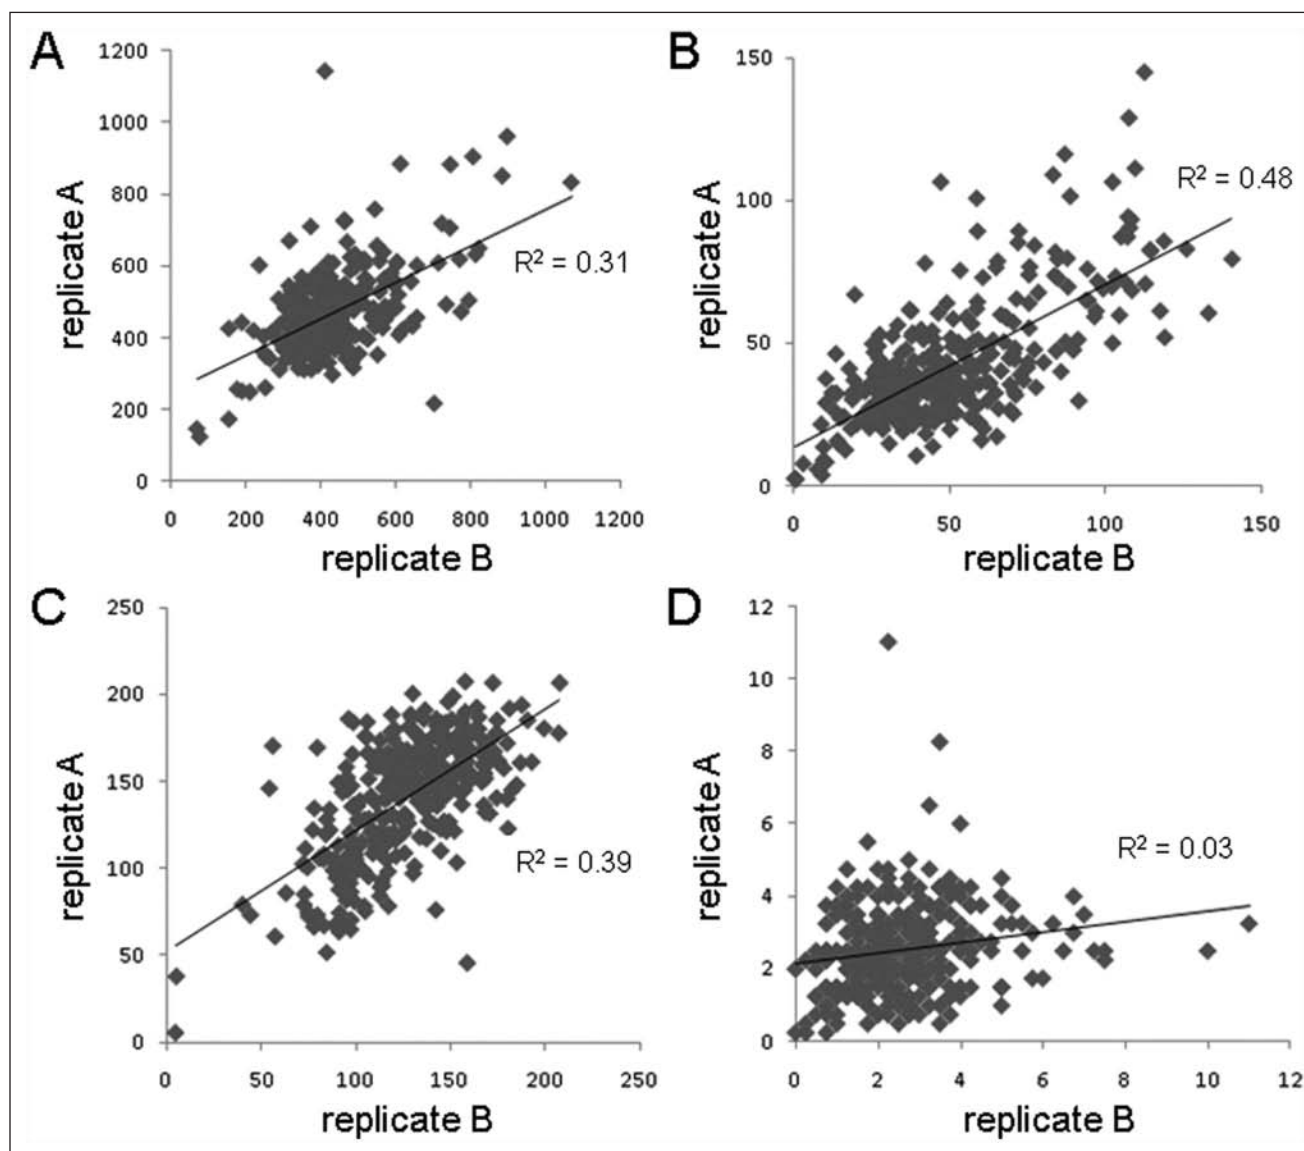 A
1200
1000
800
600
400
200
0
replicate A
R² = 0.31
0 200 400 600 800 1000 1200
replicate B
B
150
100
50
0
replicate A
R² = 0.48
0 50 100 150
replicate B
C
250
200
150
100
50
0
replicate A
R² = 0.39
0 50 100 150 200 250
replicate B
D
12
10
8
6
4
2
0
replicate A
R² = 0.03
0 2 4 6 8 10 12
replicate B